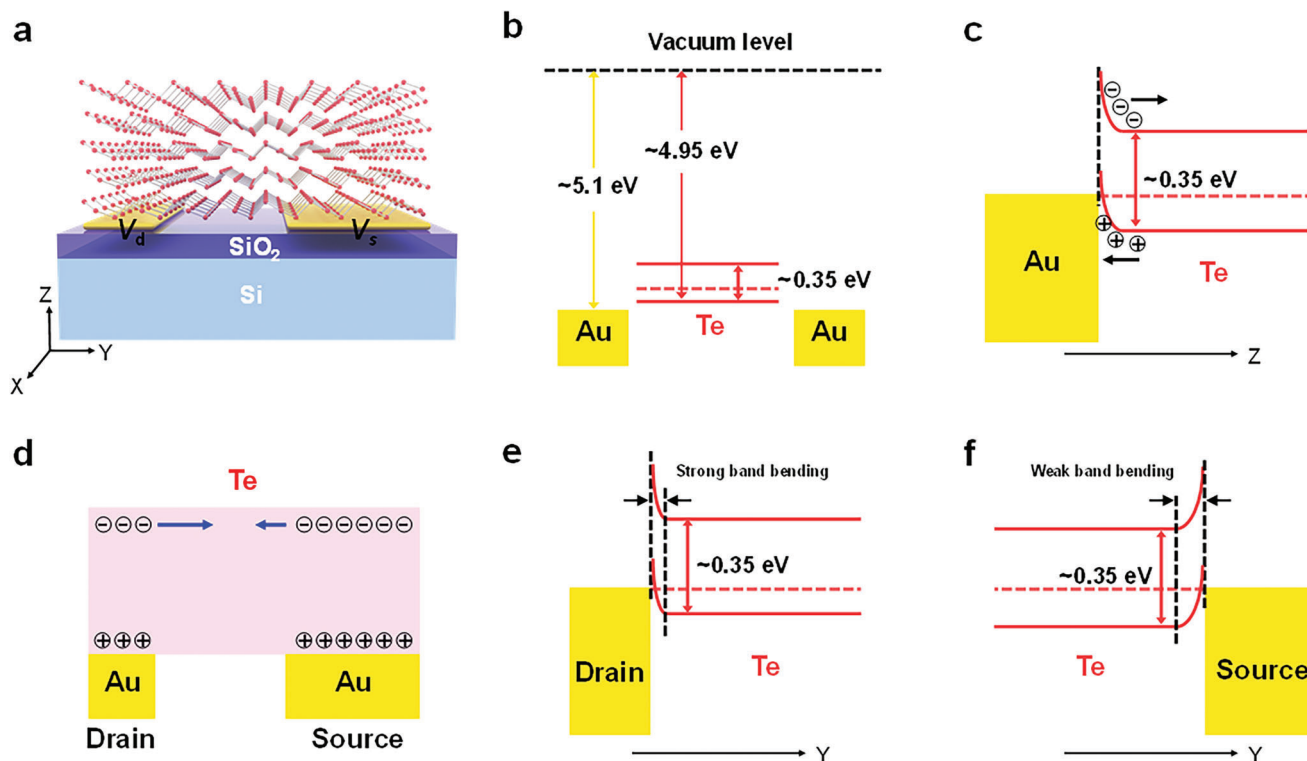 a
V_d
V_s
SiO₂
Si
Z
Y
X
b
Vacuum level
~4.95 eV
~5.1 eV
~0.35 eV
Au
Te
Au
c
⊖
⊖
⊖
~0.35 eV
⊕
⊕ ⊕
Au
Te
Z
d
Te
⊖⊖⊖ ⊖⊖⊖⊖⊖⊖
⊕⊕⊕ ⊕⊕⊕⊕⊕⊕
Au
Au
Drain
Source
e
Strong band bending
~0.35 eV
Drain
Te
Y
f
Weak band bending
~0.35 eV
Te
Source
Y